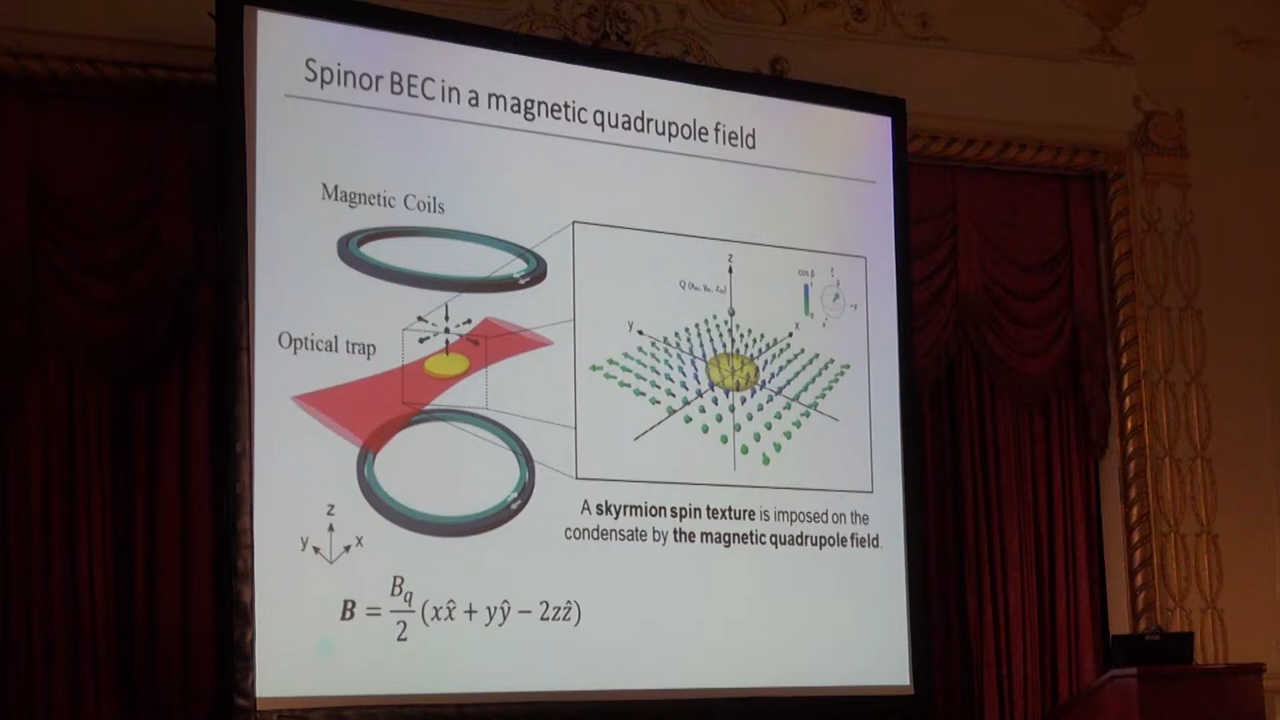 Spinor BEC in a magnetic quadrupole field
Magnetic Coils
Optical trap
z
y
x
z
y
x
cos β
A skyrmion spin texture is imposed on the
condensate by the magnetic quadrupole field.
B = B_q/2 (xx̂ + yŷ − 2zẑ)